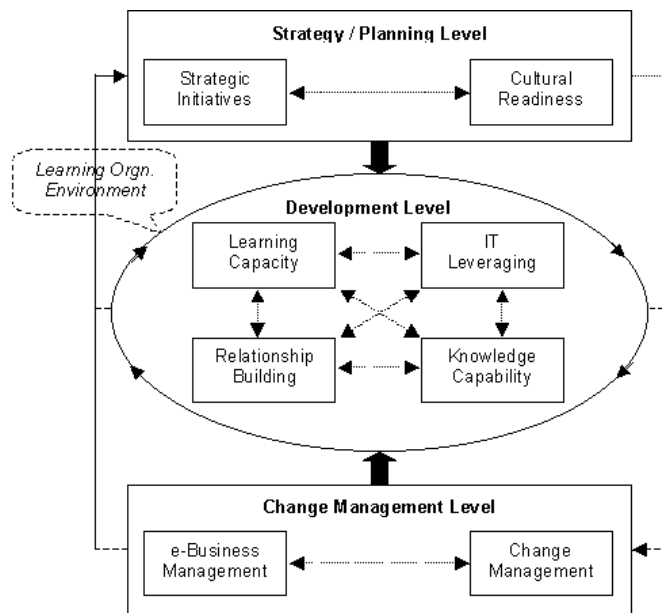 Strategy / Planning Level
Strategic
Initiatives
Cultural
Readiness
Learning Orgn.
Environment
Development Level
Learning
Capacity
IT
Leveraging
Relationship
Building
Knowledge
Capability
Change Management Level
e-Business
Management
Change
Management